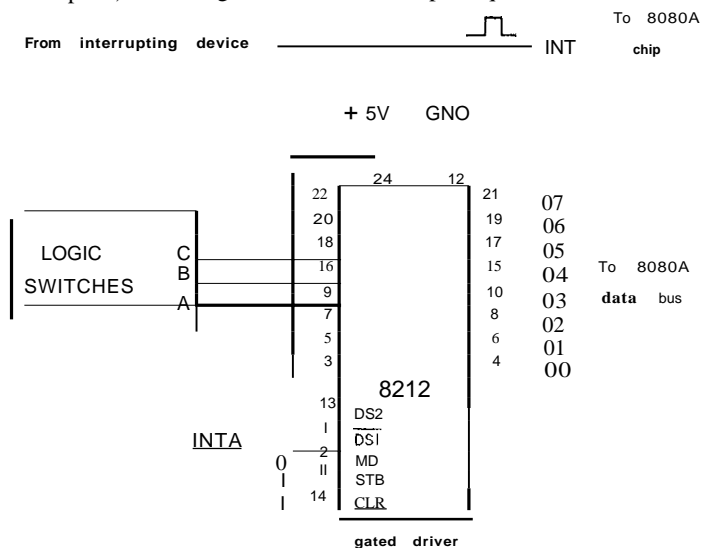 To 8080A
From interrupting device
INT
chip
+ 5V GNO
24 12
22 21 07
20 19 06
18 17 05
LOGIC SWITCHES
C
B
A
16 15 04
To 8080A data bus
9 10 03
7 8 02
5 6 01
3 4 00
8212
13 DS2
I DSI
INTA
2 MD
0
II STB
I
14 CLR
I
gated driver